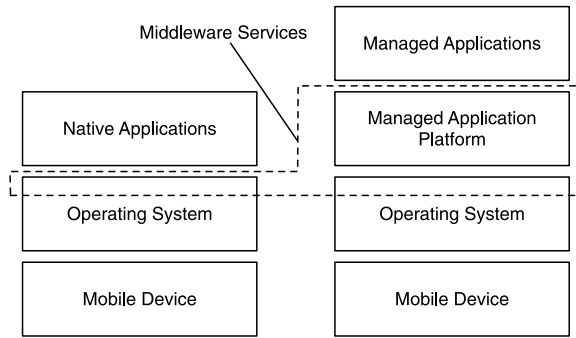 Middleware Services
Managed Applications
Native Applications
Managed Application
Platform
Operating System
Operating System
Mobile Device
Mobile Device